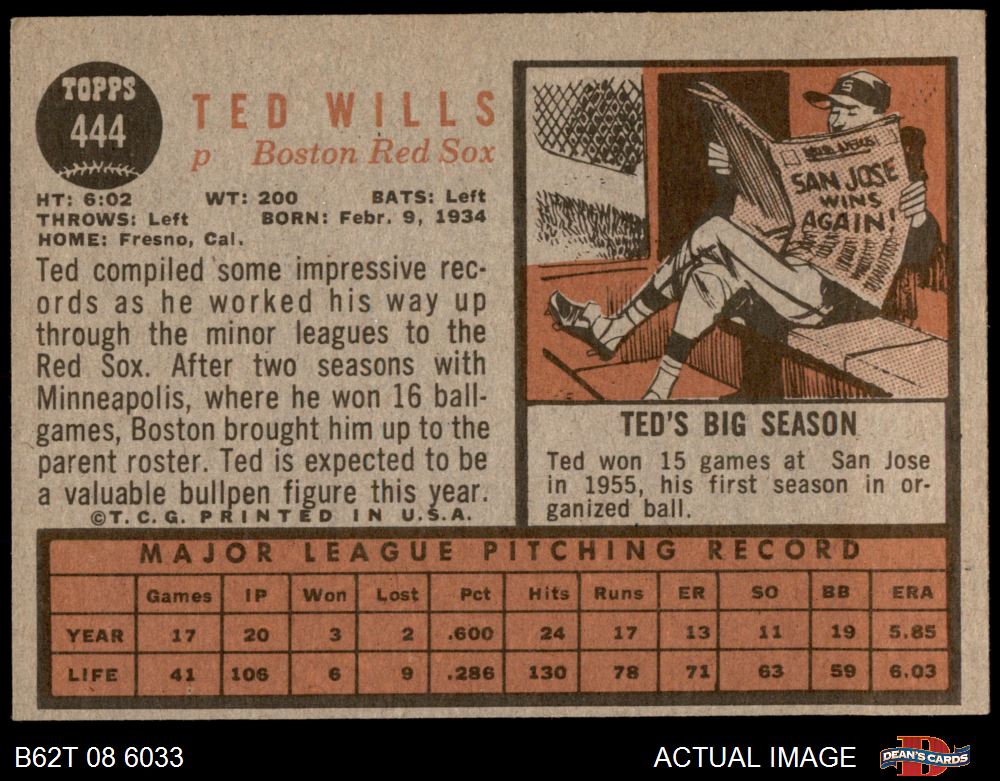 TOPPS
444
TED WILLS
p Boston Red Sox
HT: 6:02 WT: 200 BATS: Left
THROWS: Left BORN: Febr. 9, 1934
HOME: Fresno, Cal.
Ted compiled some impressive rec-
ords as he worked his way up
through the minor leagues to the
Red Sox. After two seasons with
Minneapolis, where he won 16 ball-
games, Boston brought him up to the
parent roster. Ted is expected to be
a valuable bullpen figure this year.
©T.C.G. PRINTED IN U.S.A.
S
SAN JOSE
WINS
AGAIN!
TED'S BIG SEASON
Ted won 15 games at San Jose
in 1955, his first season in or-
ganized ball.
MAJOR LEAGUE PITCHING RECORD
Games IP Won Lost Pct Hits Runs ER SO BB ERA
YEAR 17 20 3 2 .600 24 17 13 11 19 5.85
LIFE 41 106 6 9 .286 130 78 71 63 59 6.03
B62T 08 6033 ACTUAL IMAGE DEAN'S CARDS